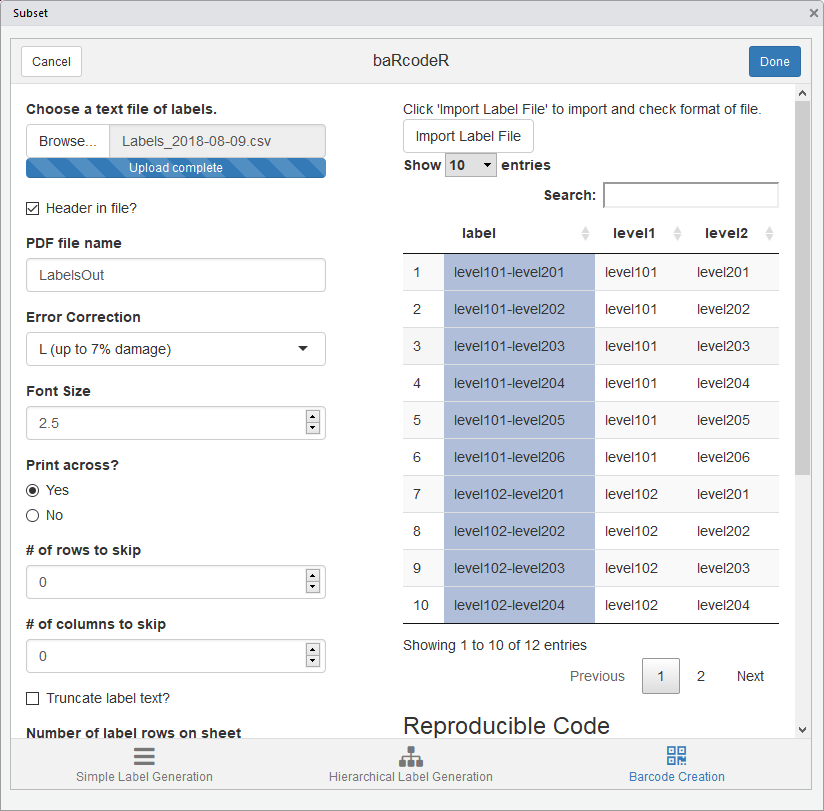 Subset
Cancel
baRcodeR
Done
Choose a text file of labels.
Browse...
Labels_2018-08-09.csv
Upload complete
Header in file?
PDF file name
LabelsOut
Error Correction
L (up to 7% damage)
Font Size
2.5
Print across?
Yes
No
# of rows to skip
0
# of columns to skip
0
Truncate label text?
Number of label rows on sheet
Click 'Import Label File' to import and check format of file.
Import Label File
Show 10 entries
Search:
label level1 level2
1 level101-level201 level101 level201
2 level101-level202 level101 level202
3 level101-level203 level101 level203
4 level101-level204 level101 level204
5 level101-level205 level101 level205
6 level101-level206 level101 level206
7 level102-level201 level102 level201
8 level102-level202 level102 level202
9 level102-level203 level102 level203
10 level102-level204 level102 level204
Showing 1 to 10 of 12 entries
Previous 1 2 Next
Reproducible Code
Simple Label Generation
Hierarchical Label Generation
Barcode Creation